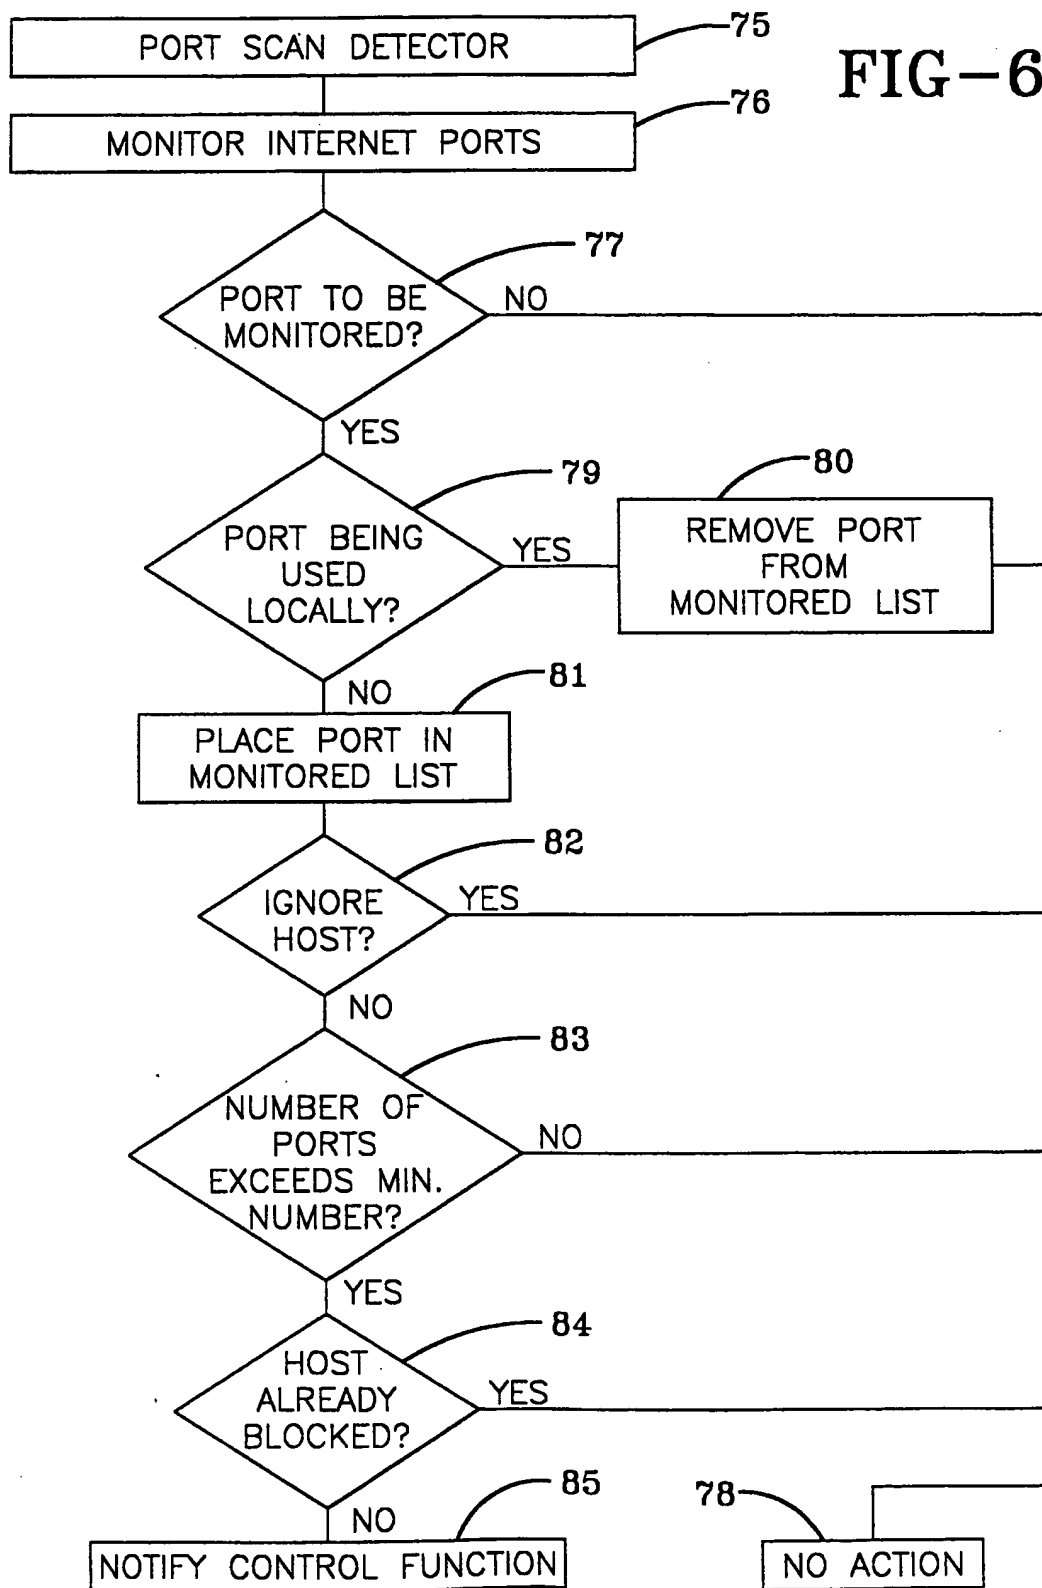 PORT SCAN DETECTOR
75
FIG-6
MONITOR INTERNET PORTS
76
77
PORT TO BE
MONITORED?
NO
YES
79
PORT BEING
USED
LOCALLY?
YES
80
REMOVE PORT
FROM
MONITORED LIST
NO
81
PLACE PORT IN
MONITORED LIST
82
IGNORE
HOST?
YES
NO
83
NUMBER OF
PORTS
EXCEEDS MIN.
NUMBER?
NO
YES
84
HOST
ALREADY
BLOCKED?
YES
NO
85
NOTIFY CONTROL FUNCTION
78
NO ACTION